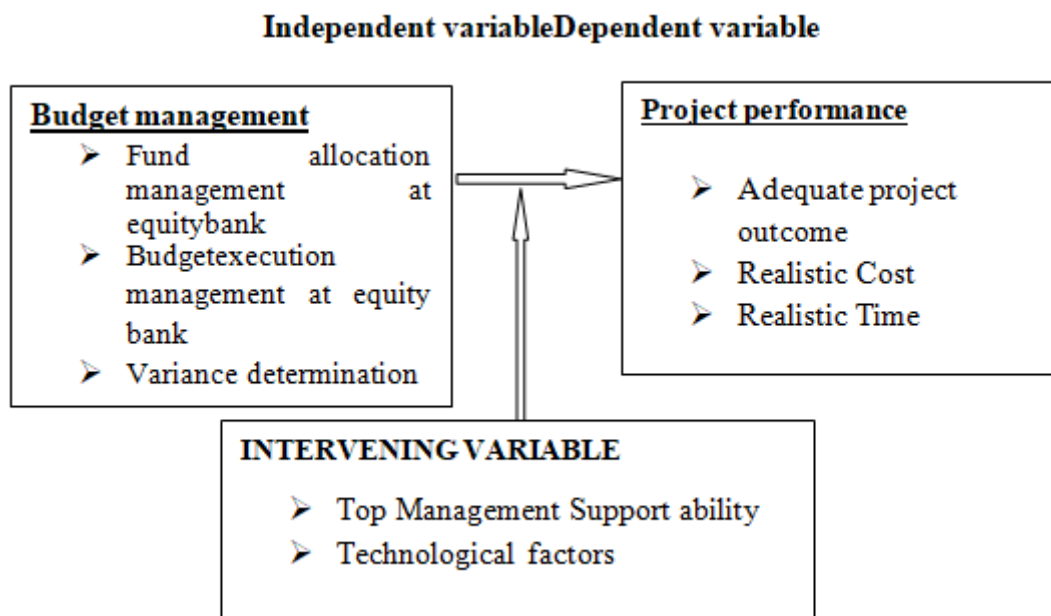 Independent variableDependent variable
Budget management
➢ Fund allocation
management at
equitybank
➢ Budgetexecution
management at equity
bank
➢ Variance determination
Project performance
➢ Adequate project
outcome
➢ Realistic Cost
➢ Realistic Time
INTERVENING VARIABLE
➢ Top Management Support ability
➢ Technological factors